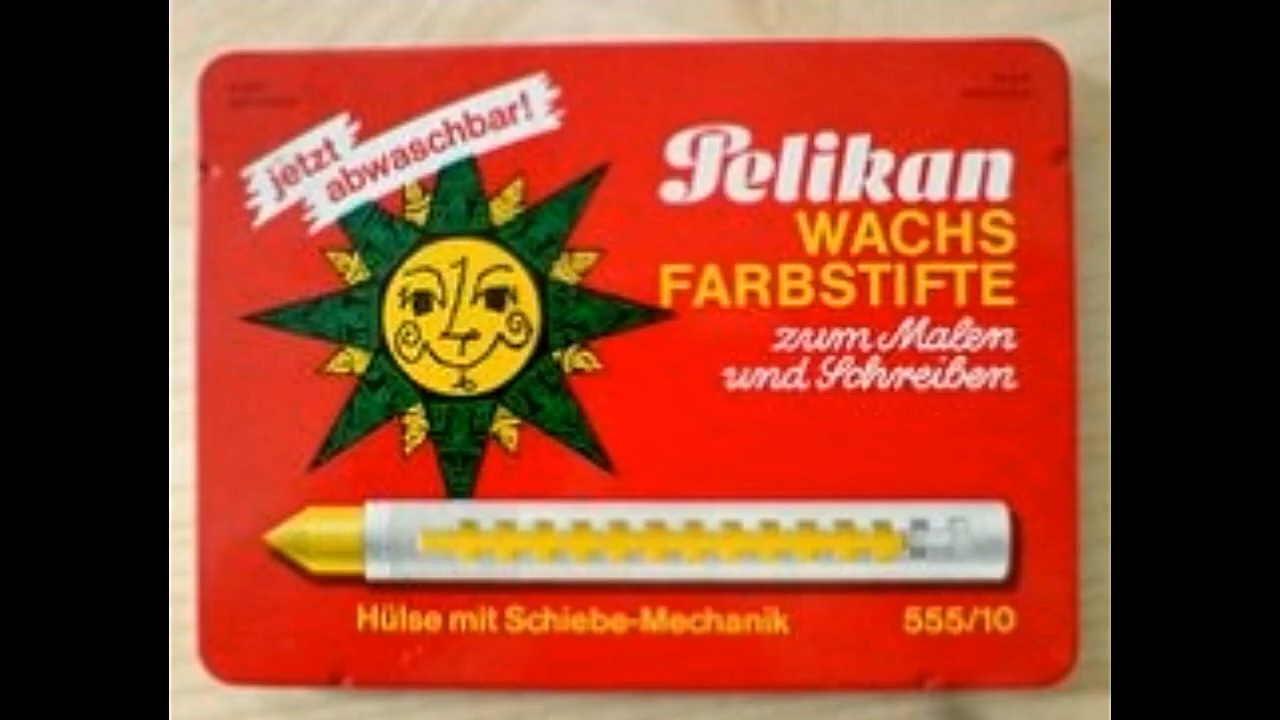 jetzt
abwaschbar!
Pelikan
WACHS
FARBSTIFTE
zum Malen
und Schreiben
Hülse mit Schiebe-Mechanik 555/10